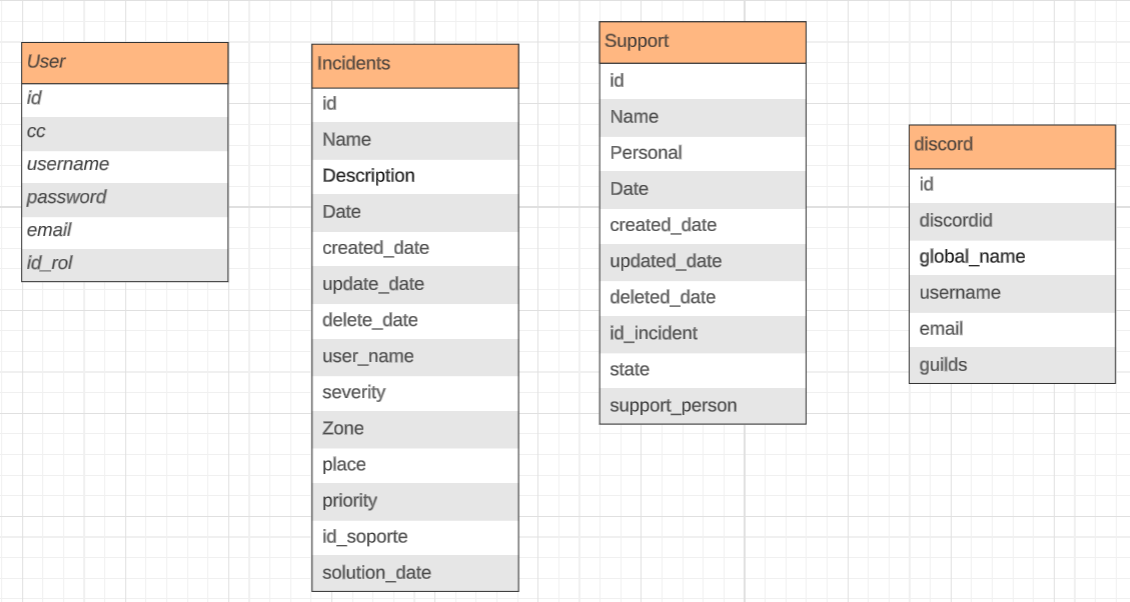 User
id
cc
username
password
email
id_rol
Incidents
id
Name
Description
Date
created_date
update_date
delete_date
user_name
severity
Zone
place
priority
id_soporte
solution_date
Support
id
Name
Personal
Date
created_date
updated_date
deleted_date
id_incident
state
support_person
discord
id
discordid
global_name
username
email
guilds